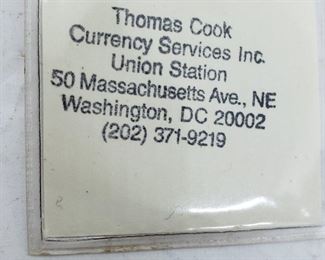 Thomas Cook
Currency Services Inc.
Union Station
50 Massachusetts Ave., NE
Washington, DC 20002
(202) 371-9219